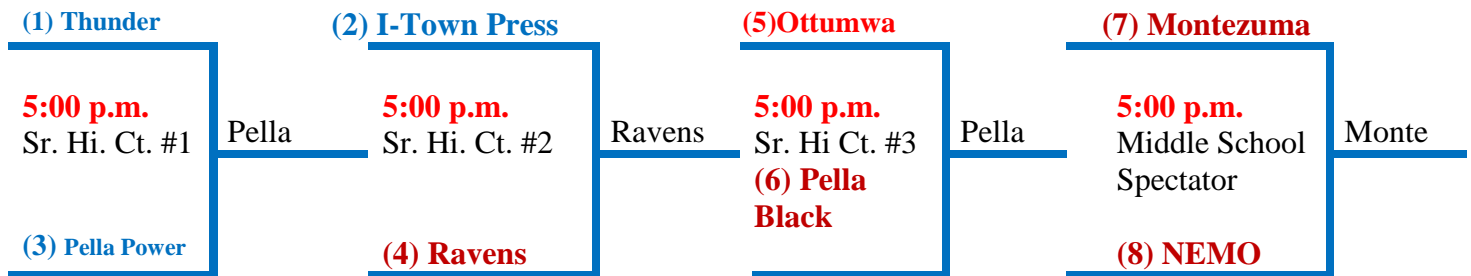 (1) Thunder
5:00 p.m.
Sr. Hi. Ct. #1
(3) Pella Power
Pella
(2) I-Town Press
5:00 p.m.
Sr. Hi. Ct. #2
(4) Ravens
Ravens
(5)Ottumwa
5:00 p.m.
Sr. Hi Ct. #3
(6) Pella
Black
Pella
(7) Montezuma
5:00 p.m.
Middle School
Spectator
(8) NEMO
Monte